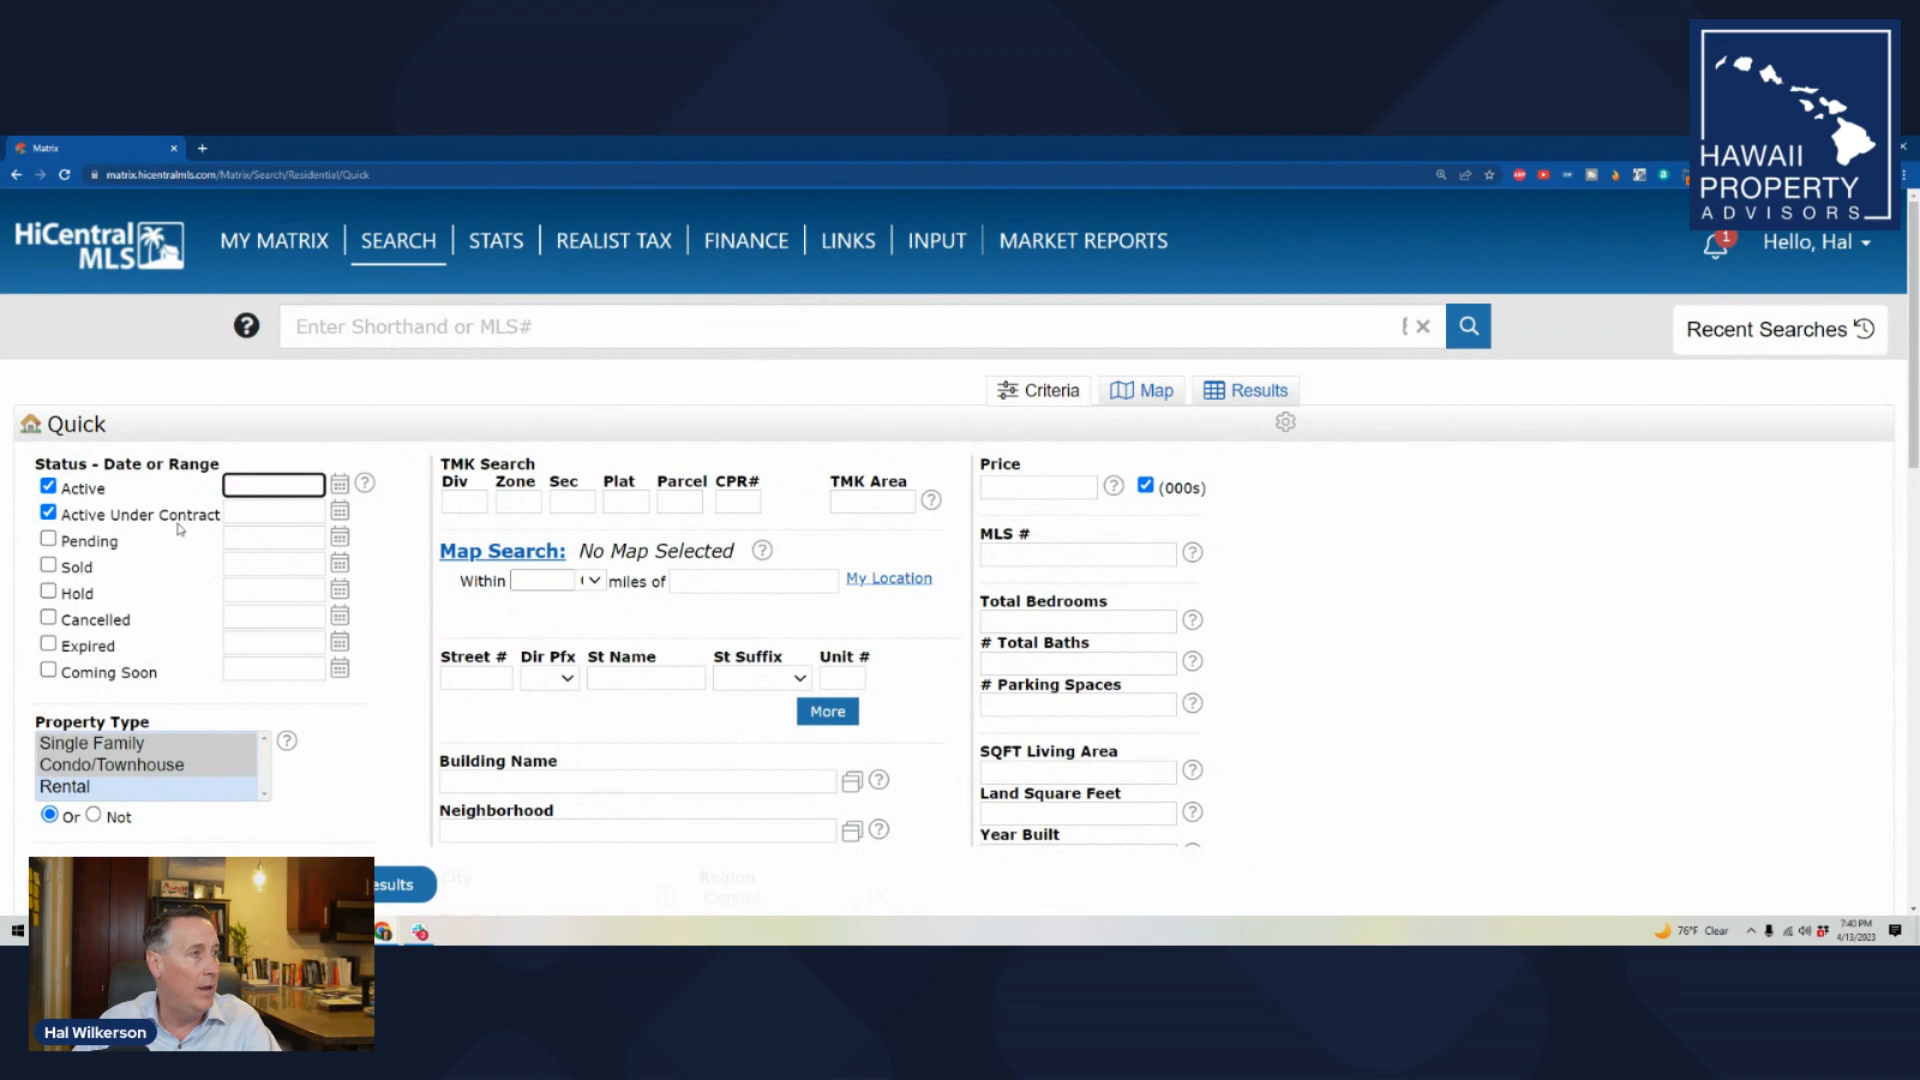 HAWAII
PROPERTY
ADVISORS
Matrix
matrix.hicentralmls.com/Matrix/Search/Residential/Quick
HiCentral
MLS
MY MATRIX
SEARCH
STATS
REALIST TAX
FINANCE
LINKS
INPUT
MARKET REPORTS
1
Hello, Hal
Enter Shorthand or MLS#
Recent Searches
Criteria
Map
Results
Quick
Status - Date or Range
Active
Active Under Contract
Pending
Sold
Hold
Cancelled
Expired
Coming Soon
Property Type
Single Family
Condo/Townhouse
Rental
Or
Not
TMK Search
Div Zone Sec Plat Parcel CPR# TMK Area
Map Search: No Map Selected
Within
miles of
My Location
Street # Dir Pfx St Name St Suffix Unit #
More
Building Name
Neighborhood
City
Region
Central
Price
(000s)
MLS #
Total Bedrooms
# Total Baths
# Parking Spaces
SQFT Living Area
Land Square Feet
Year Built
esults
76°F Clear
7:40 PM
4/13/2023
Hal Wilkerson